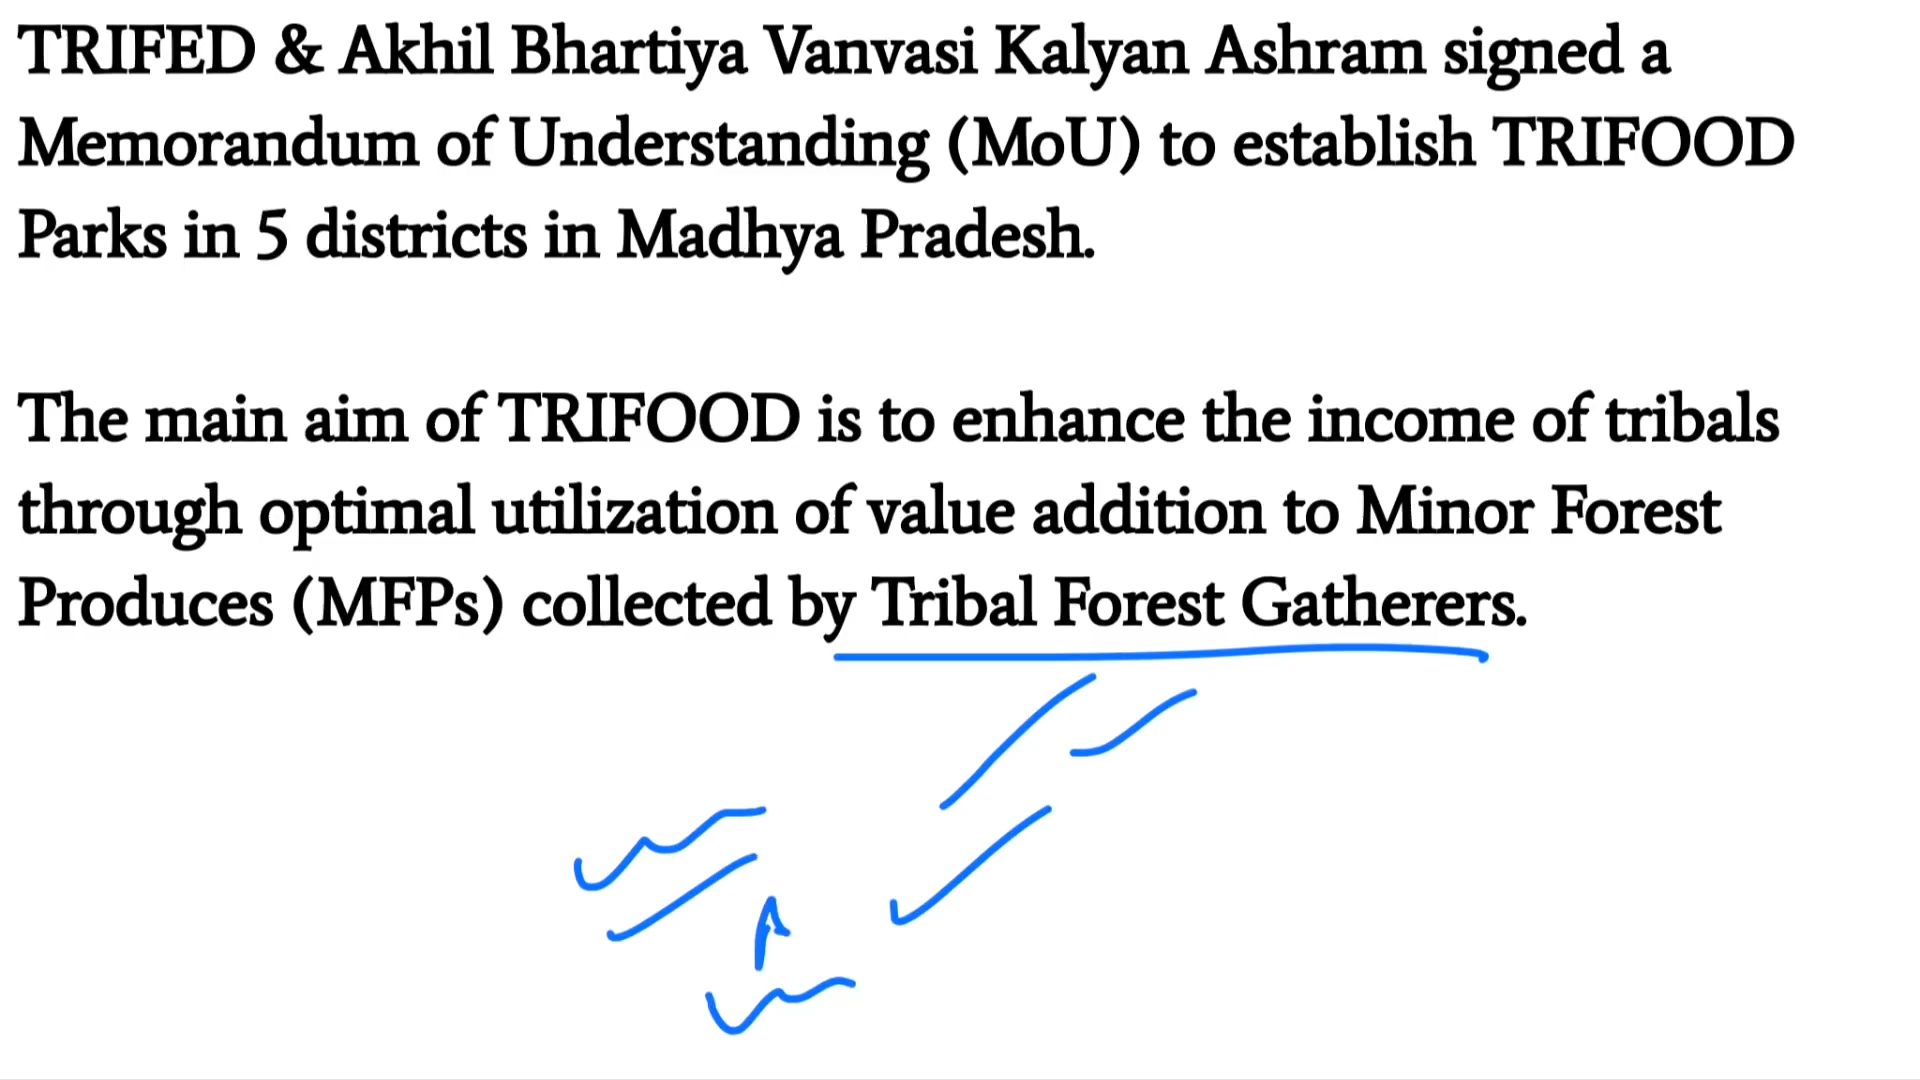 TRIFED & Akhil Bhartiya Vanvasi Kalyan Ashram signed a
Memorandum of Understanding (MoU) to establish TRIFOOD
Parks in 5 districts in Madhya Pradesh.
The main aim of TRIFOOD is to enhance the income of tribals
through optimal utilization of value addition to Minor Forest
Produces (MFPs) collected by Tribal Forest Gatherers.